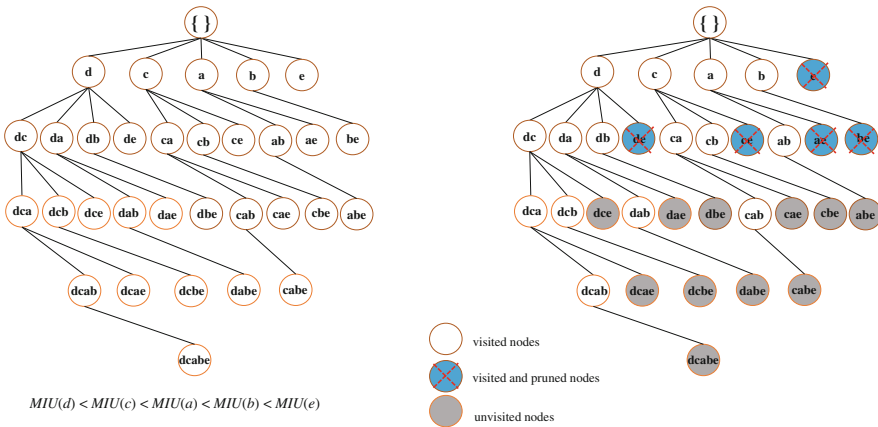 { }
d c a b e
dc da db de ca cb ce ab ae be
dca dcb dce dab dae dbe cab cae cbe abe
dcab dcae dcbe dabe cabe
dcabe
MIU(d) < MIU(c) < MIU(a) < MIU(b) < MIU(e)
{ }
d c a b e
dc da db de ca cb ce ab ae be
dca dcb dce dab dae dbe cab cae cbe abe
dcab dcae dcbe dabe cabe
dcabe
visited nodes
visited and pruned nodes
unvisited nodes